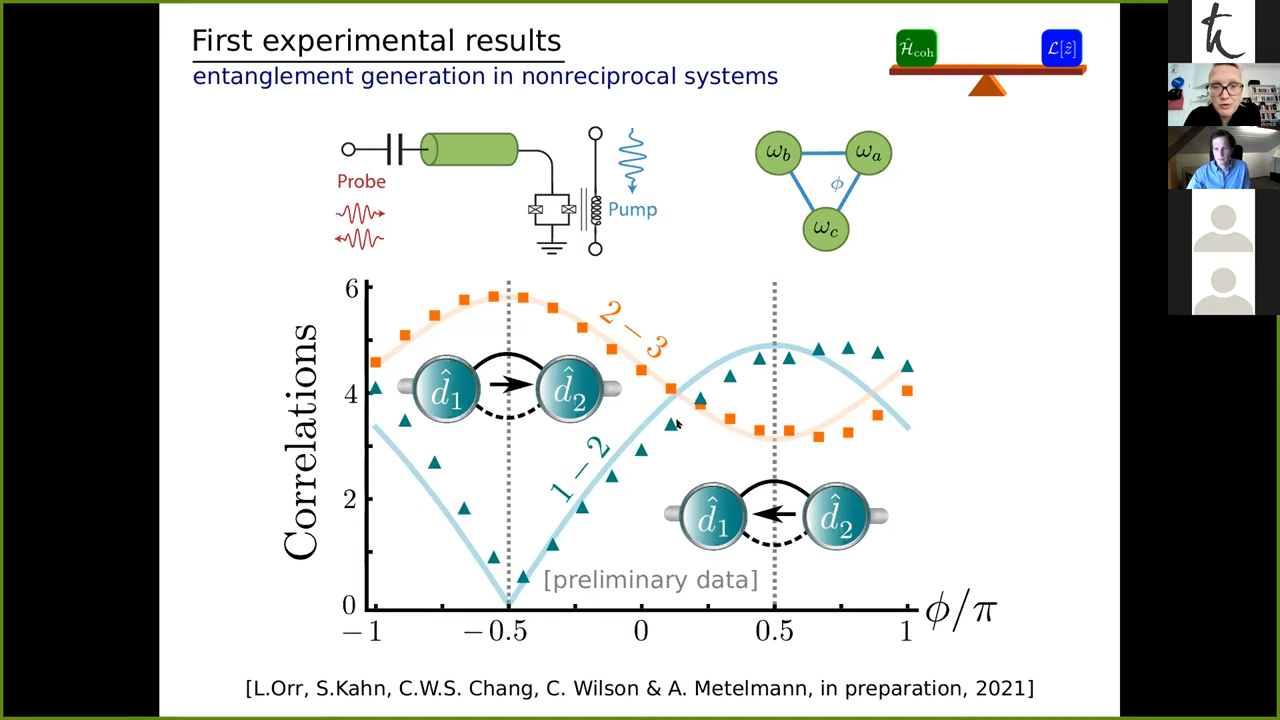 First experimental results
entanglement generation in nonreciprocal systems
Ĥcoh
ℒ[ẑ]
Probe
Pump
ωb
ωa
ϕ
ωc
Correlations
6
4
2
0
2 – 3
1 – 2
d̂1
d̂2
d̂1
d̂2
[preliminary data]
−1
−0.5
0
0.5
1
ϕ/π
[L.Orr, S.Kahn, C.W.S. Chang, C. Wilson & A. Metelmann, in preparation, 2021]